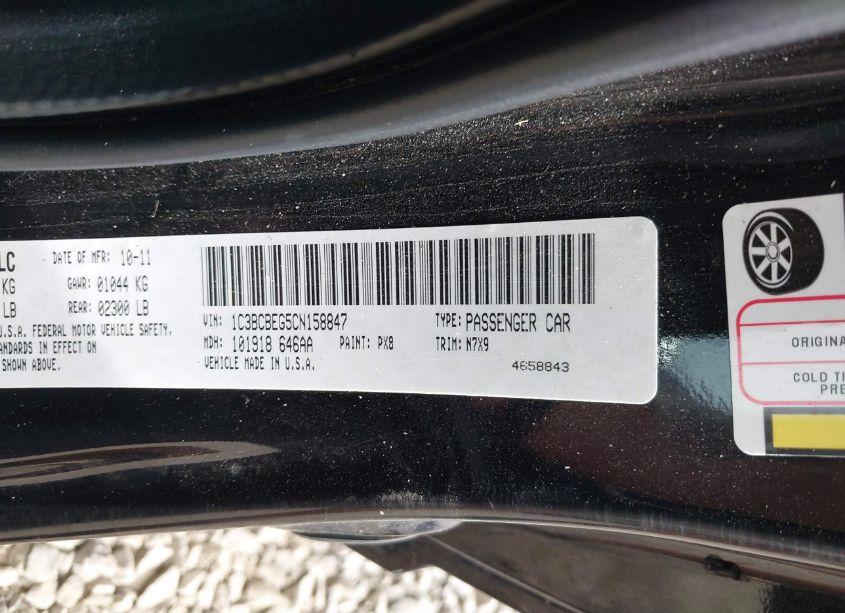 LC DATE OF MFR: 10-11
KG GAWR: 01044 KG
LB REAR: 02300 LB
U.S.A. FEDERAL MOTOR VEHICLE SAFETY
STANDARDS IN EFFECT ON
SHOWN ABOVE.
VIN: 1C3BCBEG5CN158847 TYPE: PASSENGER CAR
MDH: 101918 646AA PAINT: PX8 TRIM: N7X9
VEHICLE MADE IN U.S.A. 4658843
ORIGINA
COLD TI
PRE